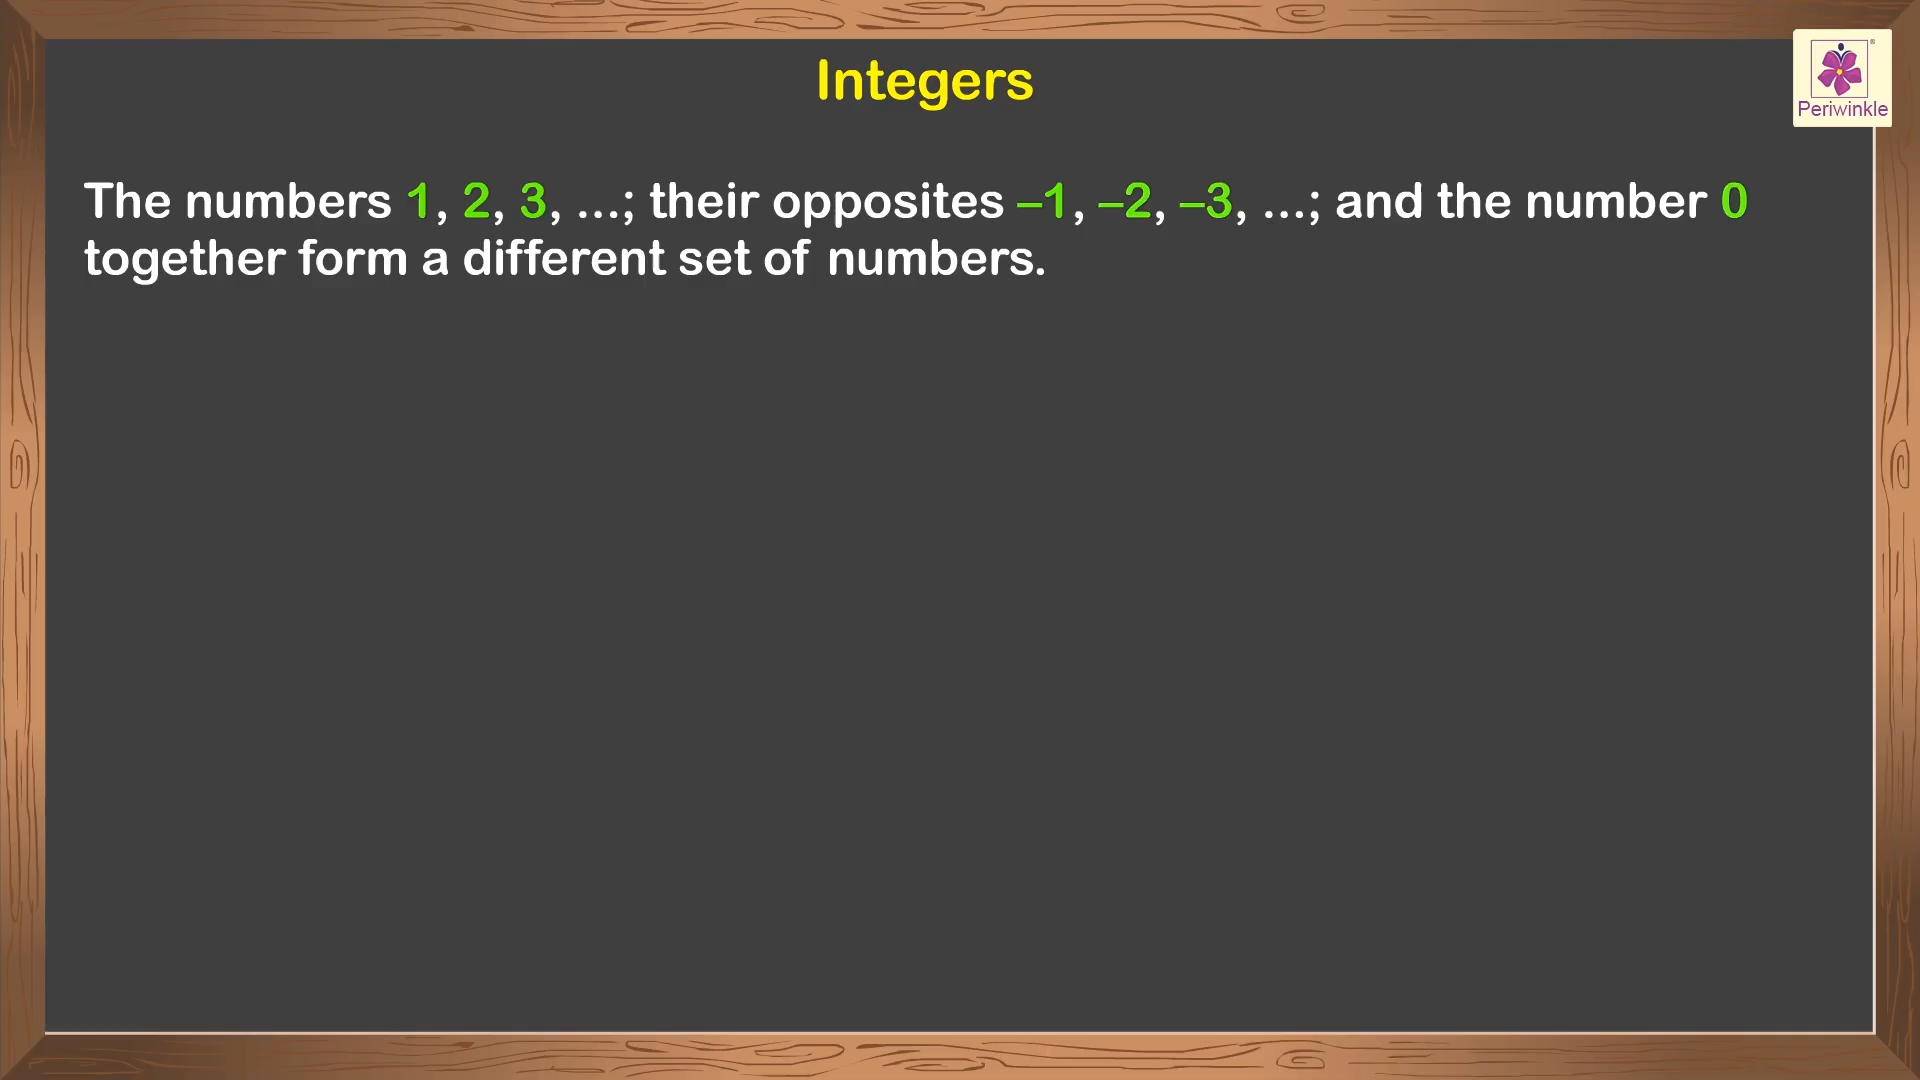 Integers
Periwinkle
The numbers 1, 2, 3, ...; their opposites –1, –2, –3, ...; and the number 0
together form a different set of numbers.